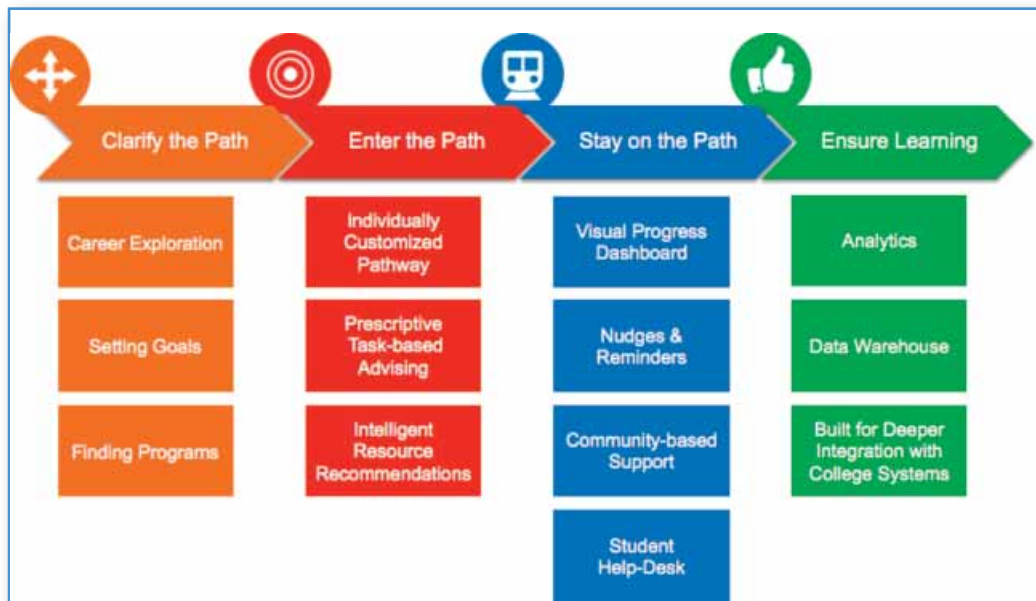 Clarify the Path
Enter the Path
Stay on the Path
Ensure Learning
Career Exploration
Setting Goals
Finding Programs
Individually
Customized
Pathway
Prescriptive
Task-based
Advising
Intelligent
Resource
Recommendations
Visual Progress
Dashboard
Nudges &
Reminders
Community-based
Support
Student
Help-Desk
Analytics
Data Warehouse
Built for Deeper
Integration with
College Systems